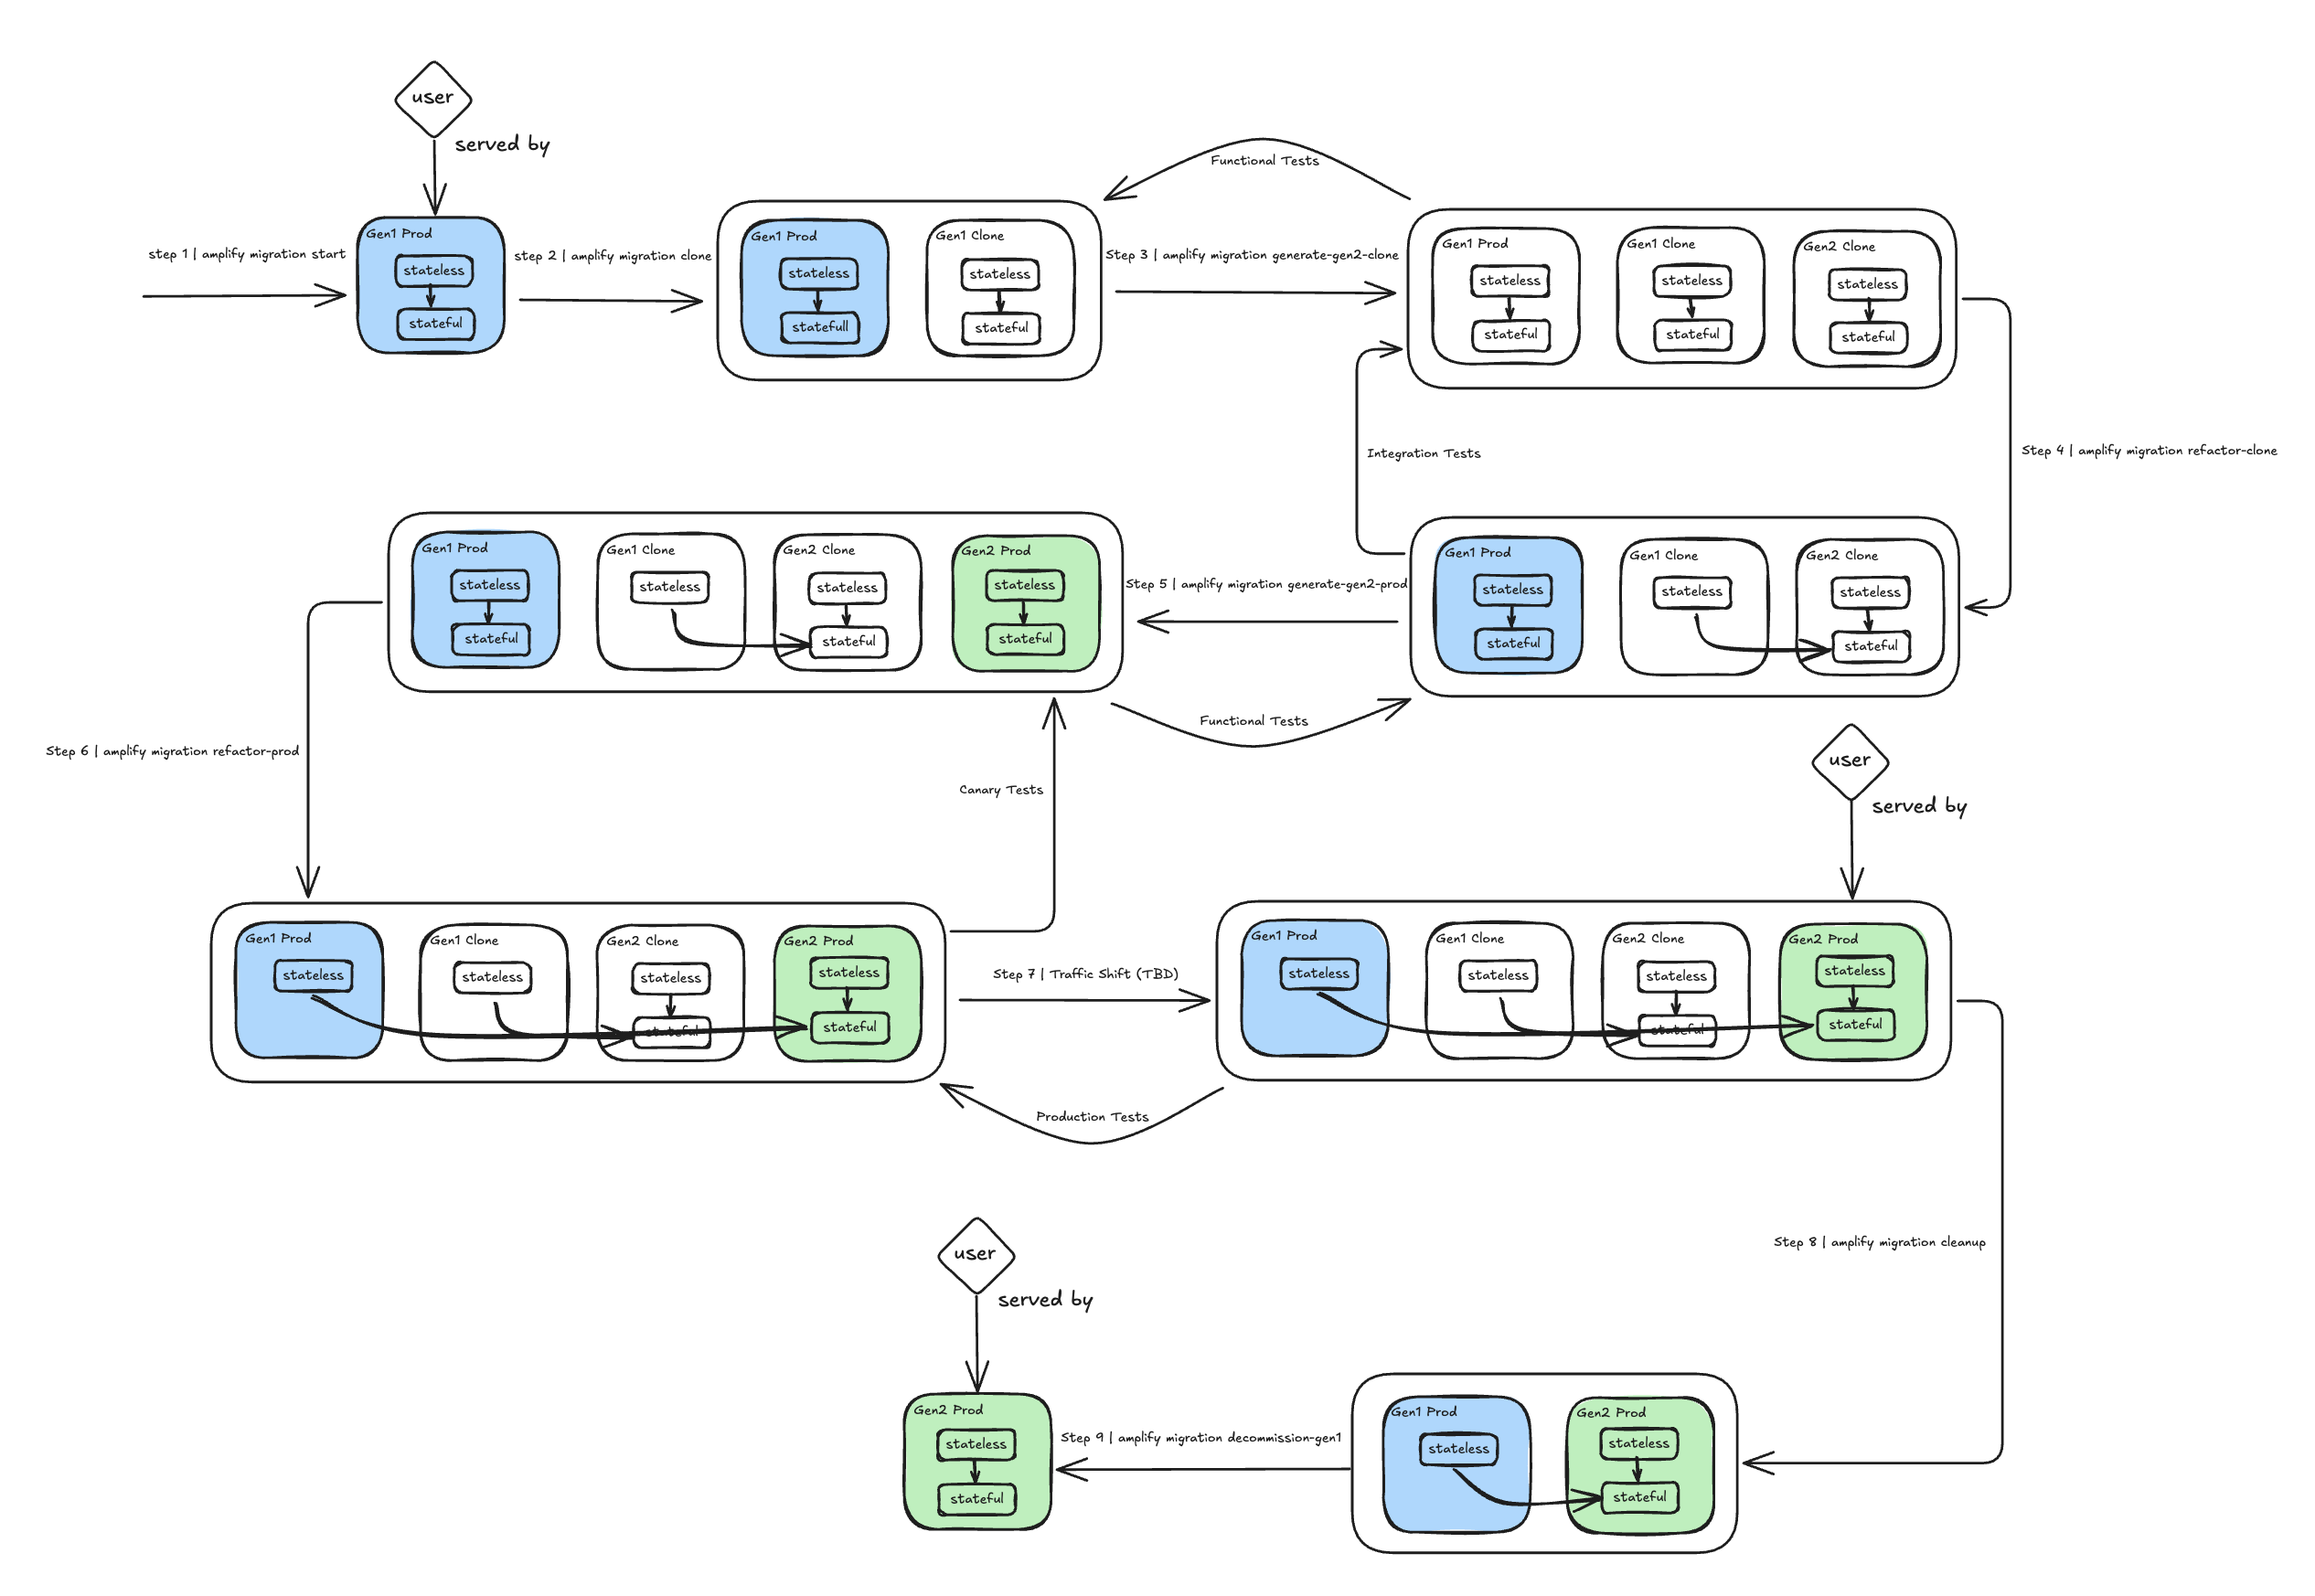 user
served by
step 1 | amplify migration start
Gen1 Prod
stateless
stateful
step 2 | amplify migration clone
Gen1 Prod
stateless
statefull
Gen1 Clone
stateless
stateful
Functional Tests
Step 3 | amplify migration generate-gen2-clone
Gen1 Prod
stateless
stateful
Gen1 Clone
stateless
stateful
Gen2 Clone
stateless
stateful
Integration Tests
Step 4 | amplify migration refactor-clone
Gen1 Prod
stateless
stateful
Gen1 Clone
stateless
Gen2 Clone
stateless
stateful
Step 5 | amplify migration generate-gen2-prod
Functional Tests
Gen1 Prod
stateless
stateful
Gen1 Clone
stateless
Gen2 Clone
stateless
stateful
Gen2 Prod
stateless
stateful
Step 6 | amplify migration refactor-prod
Canary Tests
Gen1 Prod
stateless
Gen1 Clone
stateless
Gen2 Clone
stateless
stateful
Gen2 Prod
stateless
stateful
Step 7 | Traffic Shift (TBD)
Production Tests
user
served by
Gen1 Prod
stateless
Gen1 Clone
stateless
Gen2 Clone
stateless
stateful
Gen2 Prod
stateless
stateful
Step 8 | amplify migration cleanup
Gen1 Prod
stateless
Gen2 Prod
stateless
stateful
Step 9 | amplify migration decommission-gen1
user
served by
Gen2 Prod
stateless
stateful